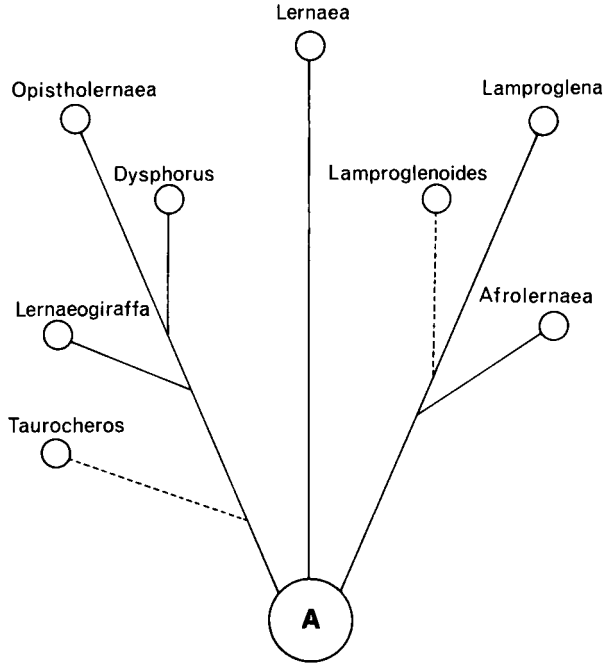 Lernaea
Opistholernaea
Lamproglena
Dysphorus
Lamproglenoides
Afrolernaea
Lernaeogiraffa
Taurocheros
A